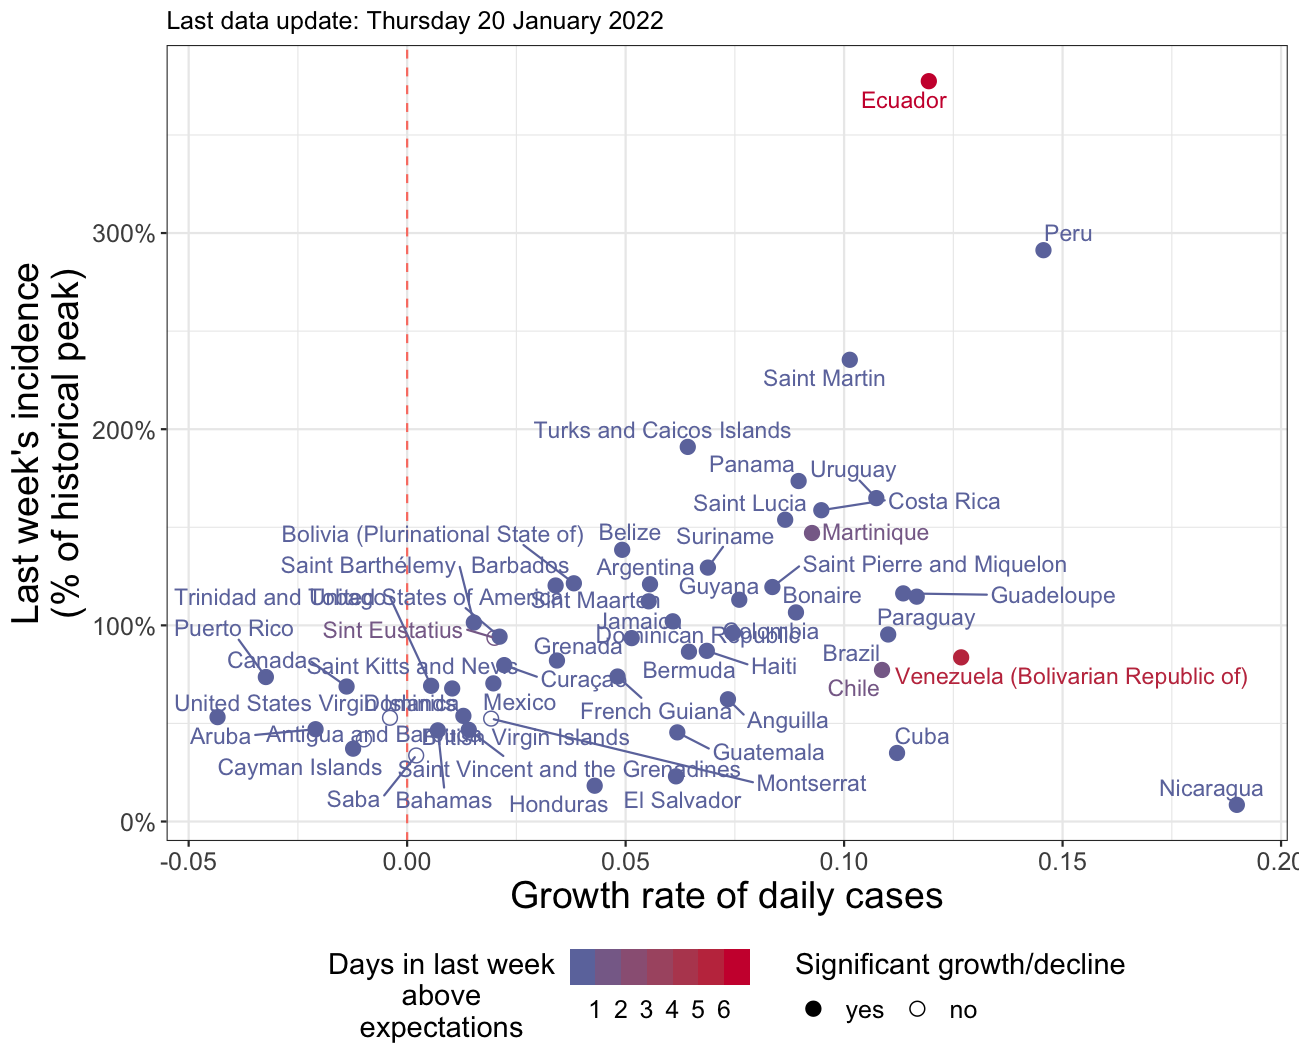 Last data update: Thursday 20 January 2022
Ecuador
Peru
300%
Saint Martin
200%
Turks and Caicos Islands
Panama
Uruguay
Saint Lucia
Costa Rica
Martinique
Bolivia (Plurinational State of)
Belize
Suriname
Saint Barthélemy
Barbados
Argentina
Saint Pierre and Miquelon
Guyana
Trinidad and Tobago
United States of America
Sint Maarten
Bonaire
Guadeloupe
Jamaica
Paraguay
100%
Puerto Rico
Sint Eustatius
Dominican Republic
Colombia
Grenada
Brazil
Canada
Saint Kitts and Nevis
Bermuda
Haiti
Curaçao
Venezuela (Bolivarian Republic of)
Chile
United States Virgin Islands
Dominica
Mexico
French Guiana
Anguilla
Aruba
Antigua and Barbuda
British Virgin Islands
Cuba
Guatemala
Cayman Islands
Saint Vincent and the Grenadines
Montserrat
Nicaragua
Saba
Bahamas
Honduras
El Salvador
0%
Last week's incidence
(% of historical peak)
-0.05
0.00
0.05
0.10
0.15
0.20
Growth rate of daily cases
Days in last week
above
expectations
1 2 3 4 5 6
Significant growth/decline
yes
no